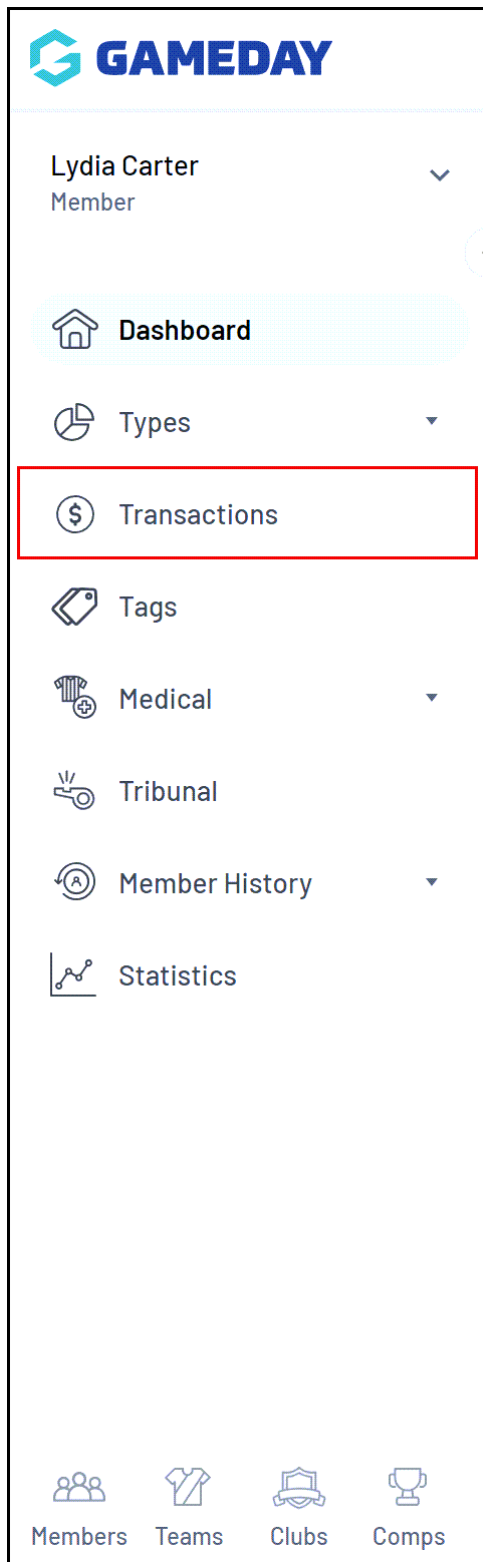 GAMEDAY
Lydia Carter
Member
Dashboard
Types
$ Transactions
Tags
Medical
Tribunal
Member History
Statistics
Members Teams Clubs Comps